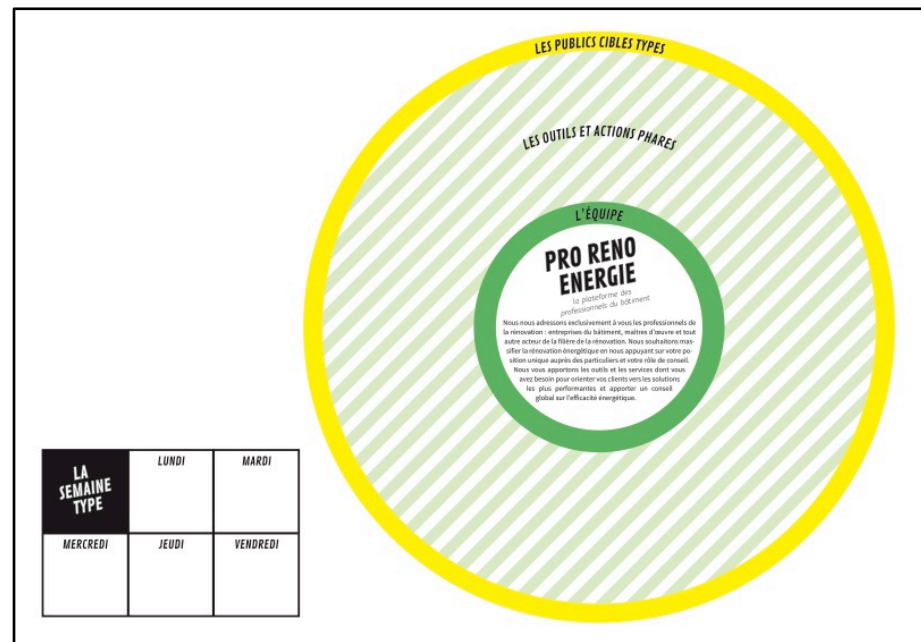 LES PUBLICS CIBLES TYPES
LES OUTILS ET ACTIONS PHARES
L'ÉQUIPE
PRO RENO
ENERGIE
la plateforme des
professionnels du bâtiment
Nous nous adressons exclusivement à vous les professionnels de
la rénovation : entreprises du bâtiment, maîtres d'œuvre et tout
autre acteur de la filière de la rénovation. Nous souhaitons mas-
sifier la rénovation énergétique en nous appuyant sur votre po-
sition unique auprès des particuliers et votre rôle de conseil.
Nous vous apportons les outils et les services dont vous
avez besoin pour orienter vos clients vers les solutions
les plus performantes et apporter un conseil
global sur l'efficacité énergétique.
LA
SEMAINE
TYPE
LUNDI
MARDI
MERCREDI
JEUDI
VENDREDI